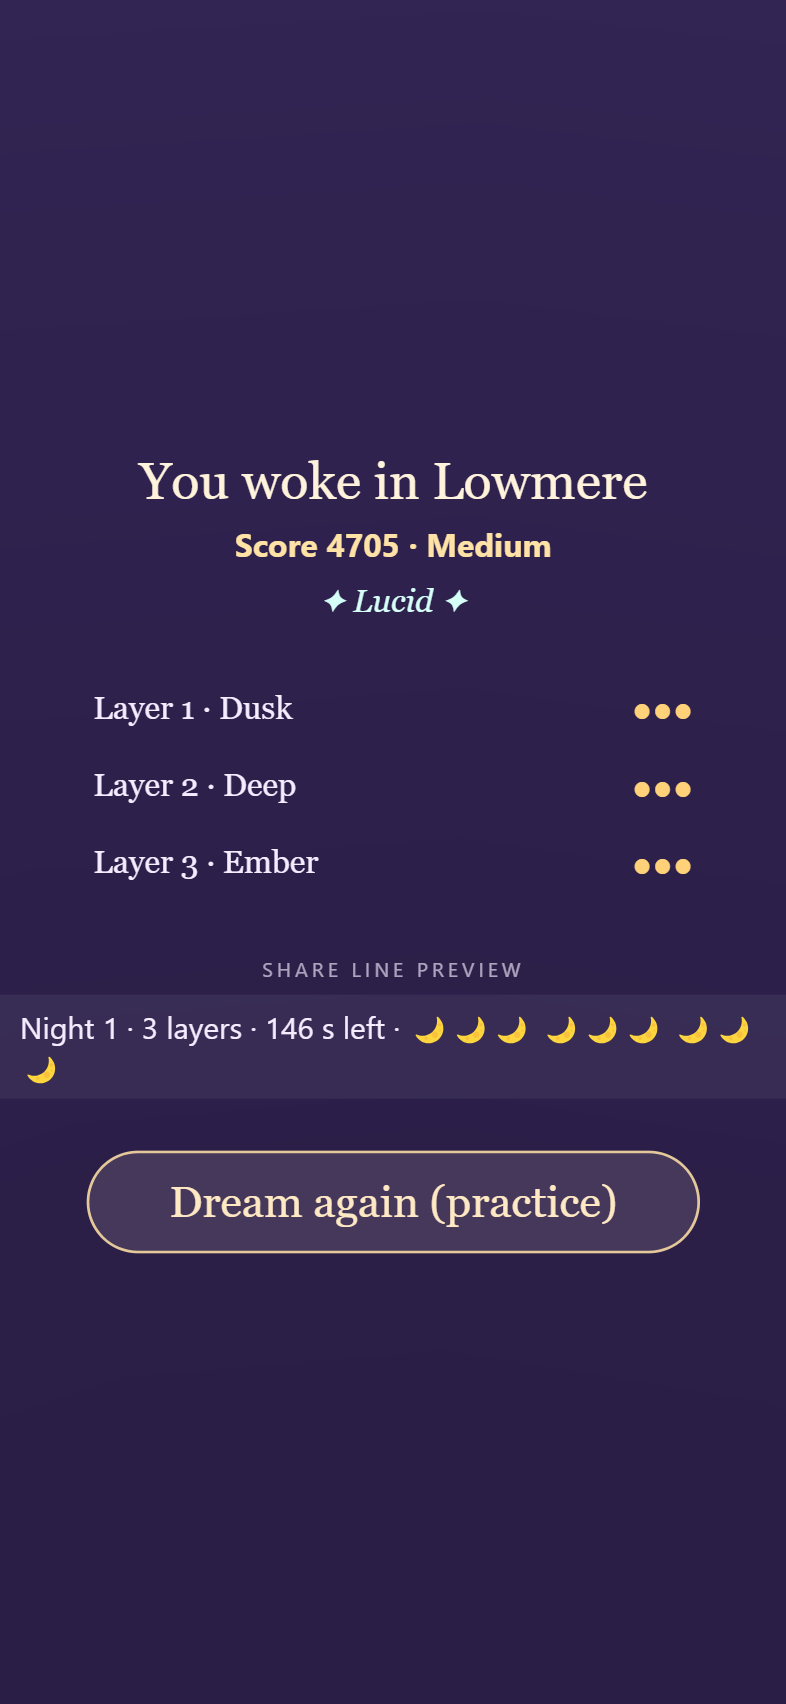 You woke in Lowmere
Score 4705 · Medium
✦ Lucid ✦
Layer 1 · Dusk ●●●
Layer 2 · Deep ●●●
Layer 3 · Ember ●●●
SHARE LINE PREVIEW
Night 1 · 3 layers · 146 s left · 🌙🌙🌙 🌙🌙🌙 🌙🌙
🌙
Dream again (practice)